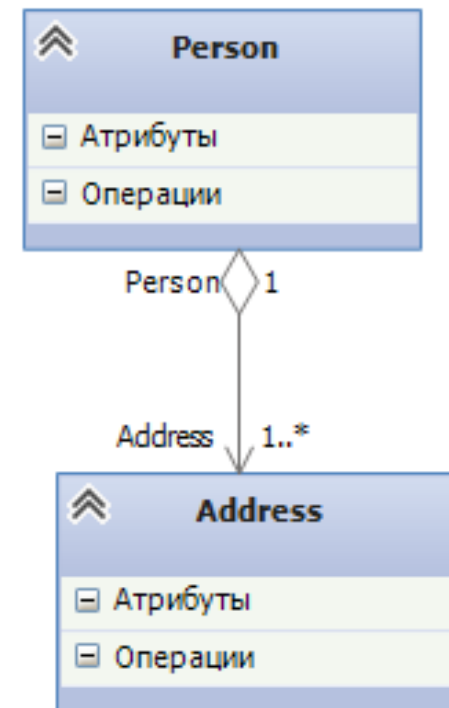 Person
Атрибуты
Операции
Person 1
Address 1..*
Address
Атрибуты
Операции